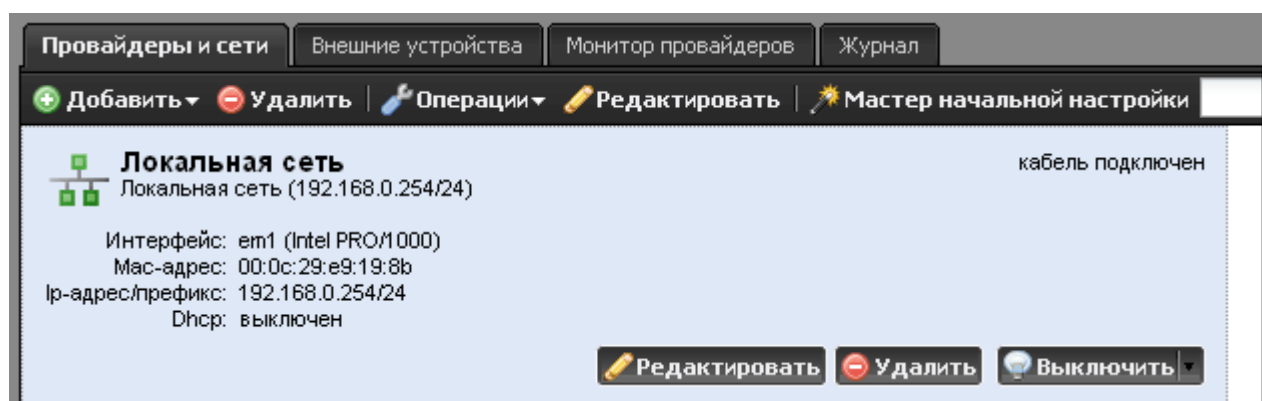 Провайдеры и сети Внешние устройства Монитор провайдеров Журнал
Добавить Удалить Операции Редактировать Мастер начальной настройки
Локальная сеть кабель подключен
Локальная сеть (192.168.0.254/24)
Интерфейс: em1 (Intel PRO/1000)
Mac-адрес: 00:0c:29:e9:19:8b
Ip-адрес/префикс: 192.168.0.254/24
Dhcp: выключен
Редактировать Удалить Выключить